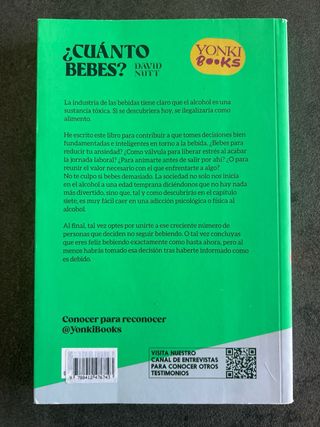 ¿CUÁNTO
BEBES?
DAVID
NUTT
YONKI
BOOKS
La industria de las bebidas tiene claro que el alcohol es una
sustancia tóxica. Si se descubriera hoy, se ilegalizaría como
alimento.
He escrito este libro para contribuir a que tomes decisiones bien
fundamentadas e inteligentes en torno a la bebida. ¿Bebes para
reducir tu ansiedad? ¿Como válvula para liberar estrés al acabar
la jornada laboral? ¿Para animarte antes de salir por ahí? ¿O para
reunir el valor necesario con el que enfrentarte a algo?
No te culpo si bebes demasiado. La sociedad no solo nos inicia
en el alcohol a una edad temprana diciéndonos que no hay nada
más divertido, sino que, tal y como descubrirás en el capítulo
siete, es muy fácil caer en una adicción psicológica o física al
alcohol.
Al final, tal vez optes por unirte a ese creciente número de
personas que deciden no seguir bebiendo. O tal vez concluyas
que eres feliz bebiendo exactamente como hasta ahora, pero al
menos habrás tomado esa decisión tras haberte informado como
es debido.
Conocer para reconocer
@YonkiBooks
VISITA NUESTRO
CANAL DE ENTREVISTAS
PARA CONOCER OTROS
TESTIMONIOS